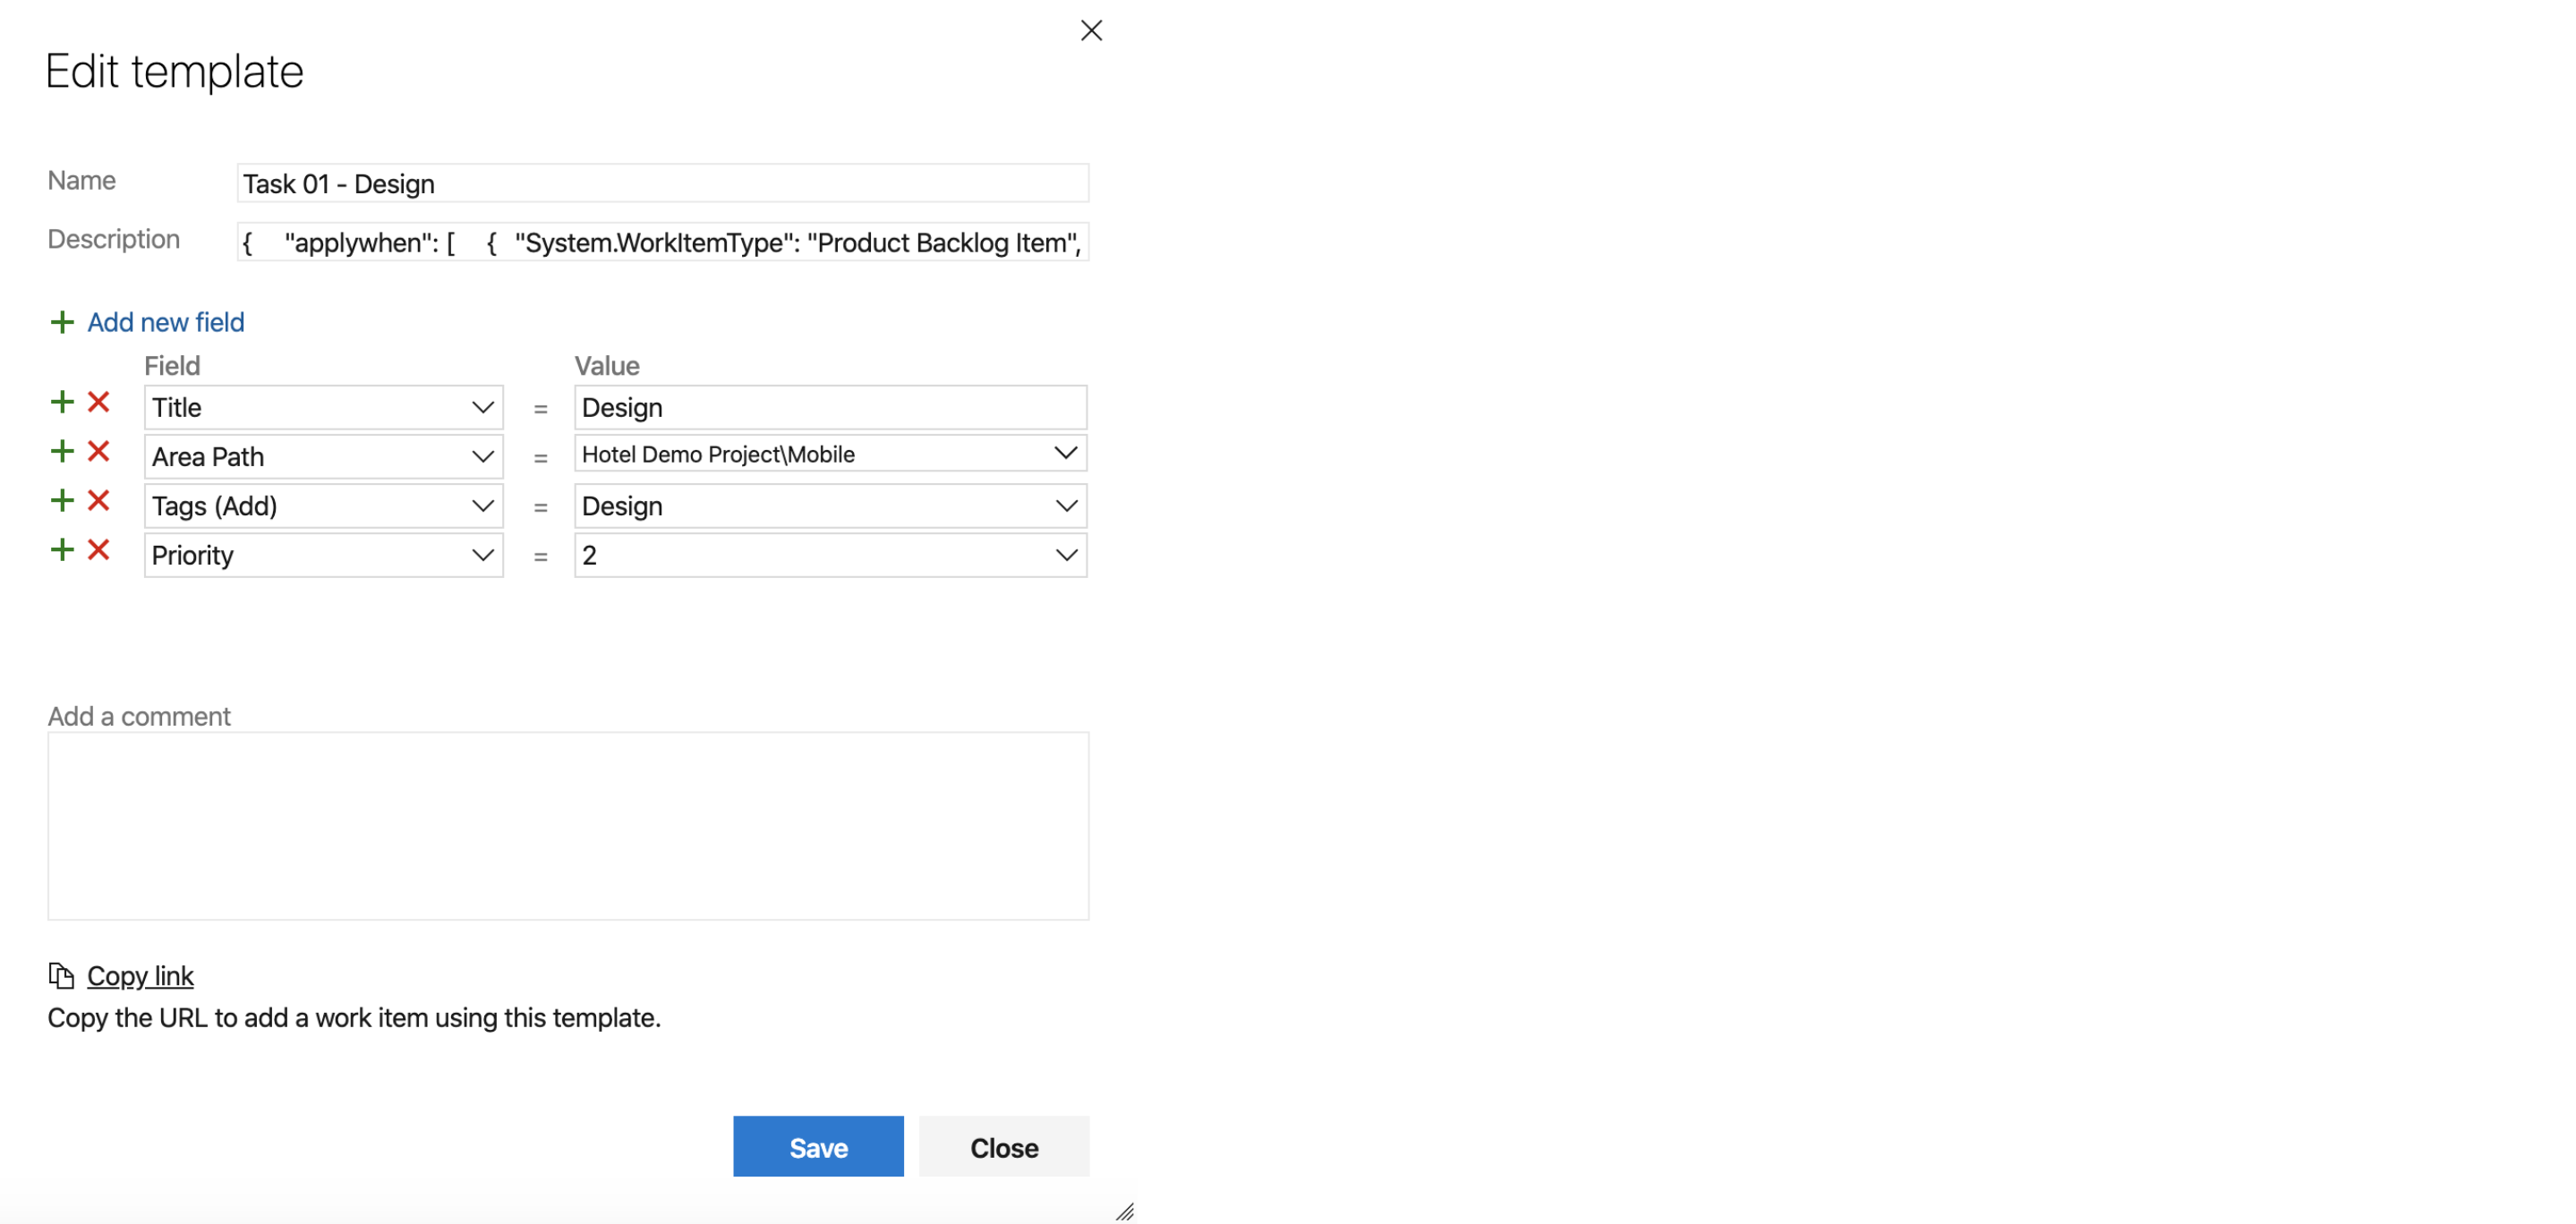 Edit template
Name
Task 01 - Design
Description
{ "applywhen": [ { "System.WorkItemType": "Product Backlog Item",
Add new field
Field Value
Title = Design
Area Path = Hotel Demo Project\Mobile
Tags (Add) = Design
Priority = 2
Add a comment
Copy link
Copy the URL to add a work item using this template.
Save Close